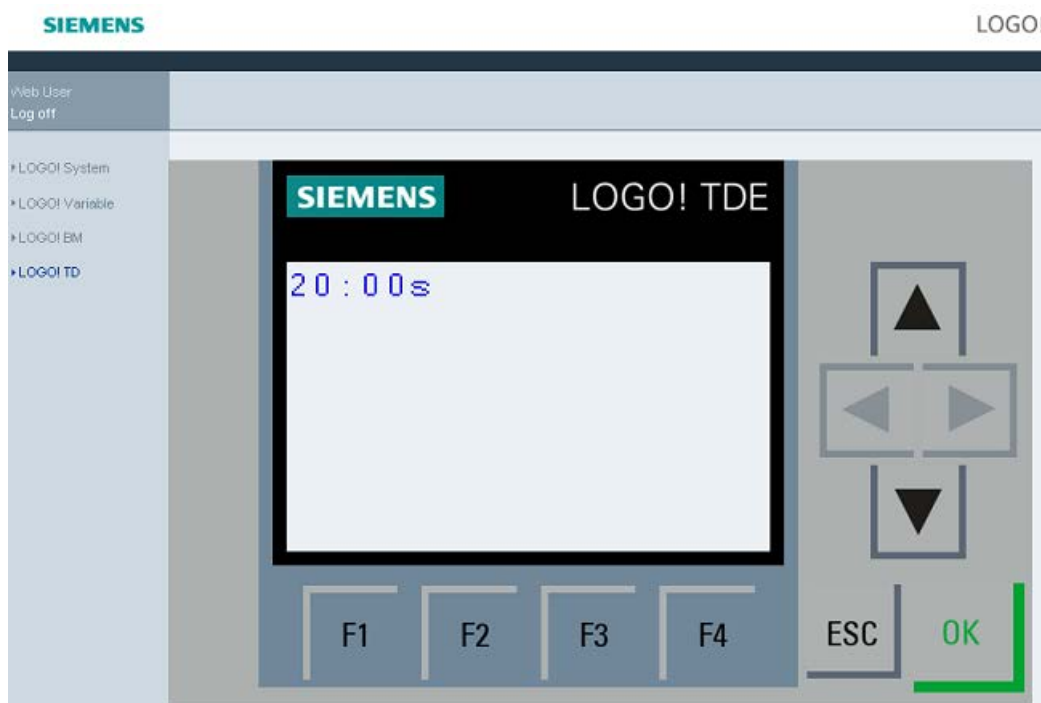 SIEMENS
LOGO!
Web User
Log off
LOGO! System
LOGO! Variable
LOGO! BM
LOGO! TD
SIEMENS LOGO! TDE
20:00s
F1 F2 F3 F4 ESC OK